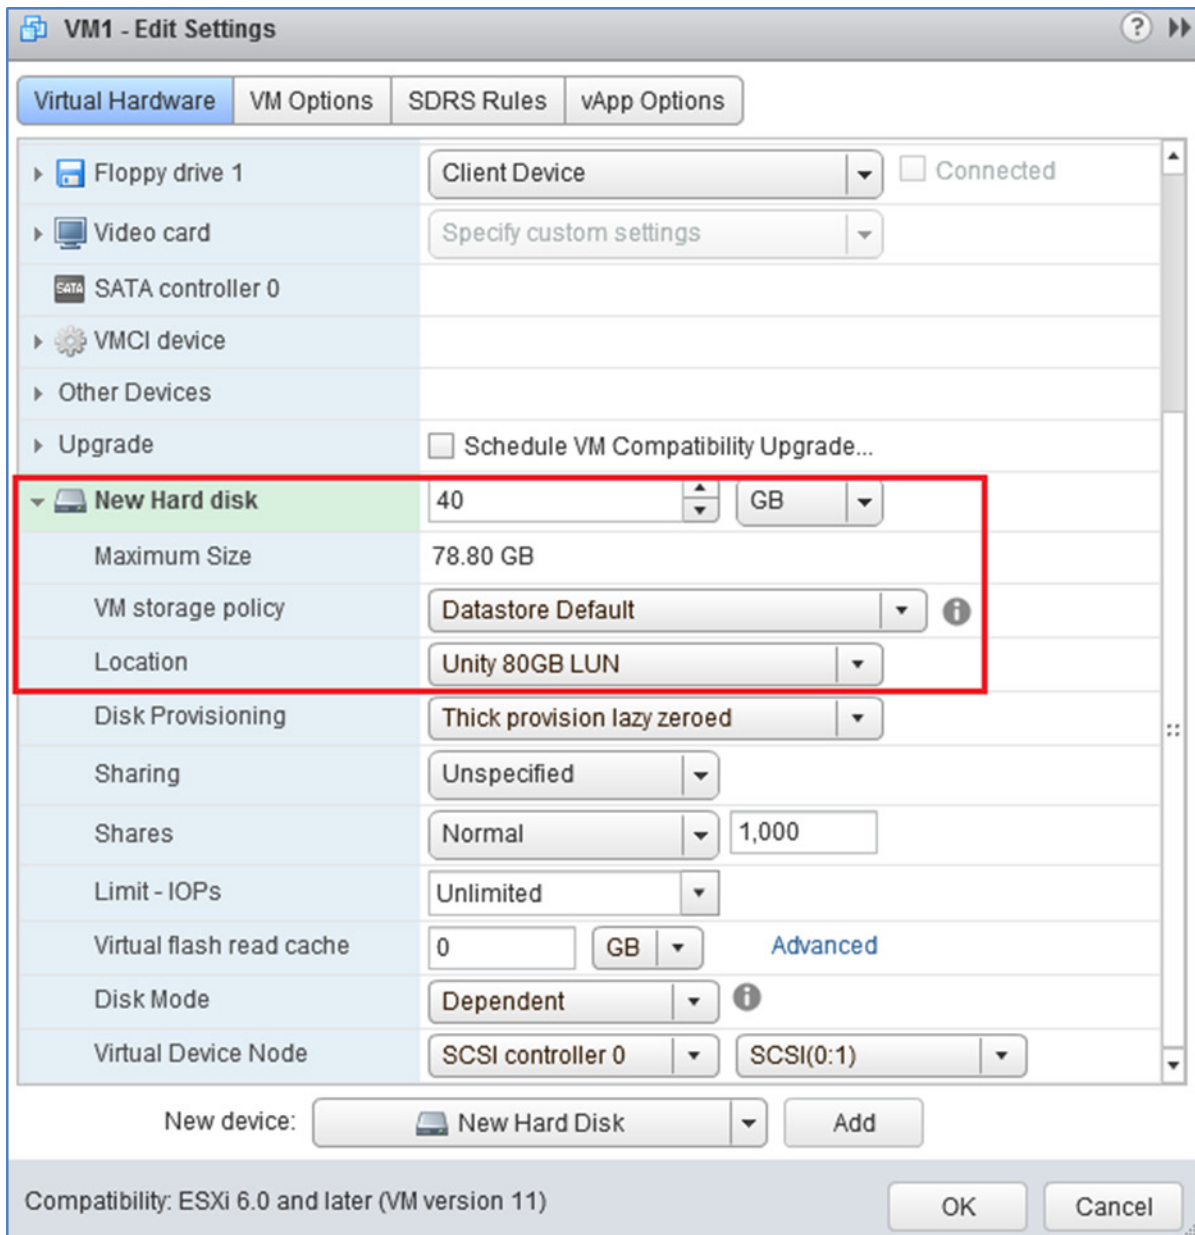 VM1 - Edit Settings
Virtual Hardware VM Options SDRS Rules vApp Options
Floppy drive 1 Client Device Connected
Video card Specify custom settings
SATA SATA controller 0
VMCI device
Other Devices
Upgrade Schedule VM Compatibility Upgrade...
New Hard disk 40 GB
Maximum Size 78.80 GB
VM storage policy Datastore Default
Location Unity 80GB LUN
Disk Provisioning Thick provision lazy zeroed
Sharing Unspecified
Shares Normal 1,000
Limit - IOPs Unlimited
Virtual flash read cache 0 GB Advanced
Disk Mode Dependent
Virtual Device Node SCSI controller 0 SCSI(0:1)
New device: New Hard Disk Add
Compatibility: ESXi 6.0 and later (VM version 11) OK Cancel